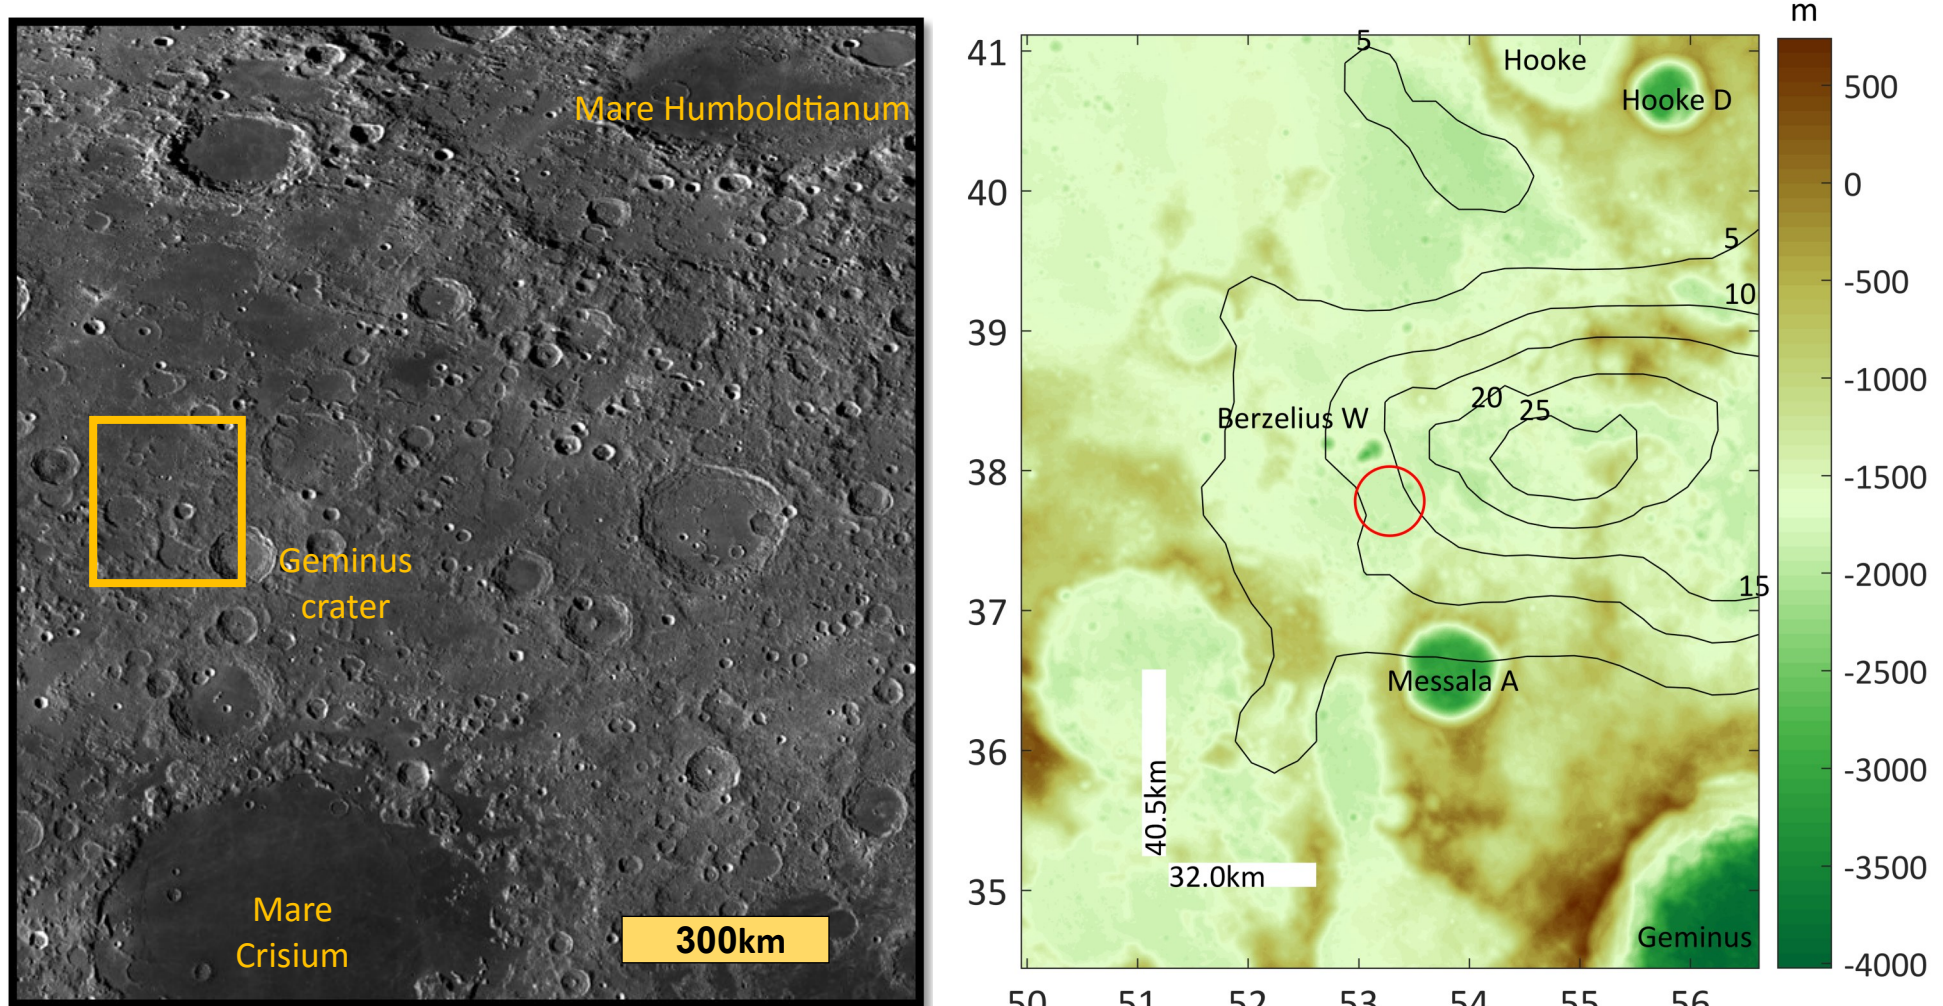 Mare Humboldtianum
Geminus
crater
Mare
Crisium
300km
m
41
40
39
38
37
36
35
50
51
52
53
54
55
56
5
Hooke
Hooke D
5
10
20
25
Berzelius W
15
Messala A
40.5km
32.0km
Geminus
500
0
-500
-1000
-1500
-2000
-2500
-3000
-3500
-4000